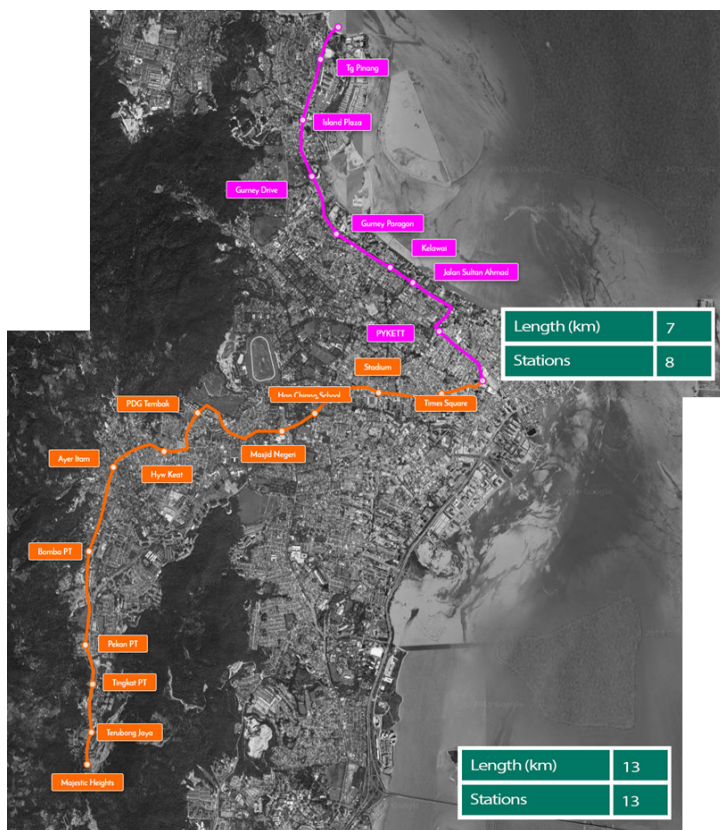 Tg Pinang
Island Plaza
Gurney Drive
Gurney Paragon
Kelawai
Jalan Sultan Ahmad
Length (km) 7
Stations 8
PYKETT
Stadium
Han Chiang School
Times Square
PDG Tembak
Masjid Negeri
Ayer Itam
Hyw Keat
Bomba PT
Pekan PT
Tingkat PT
Terubong Jaya
Majestic Heights
Length (km) 13
Stations 13